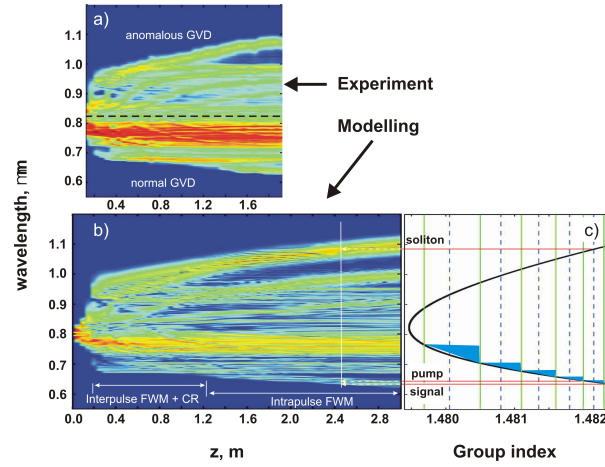 a)
anomalous GVD
normal GVD
1.1
1.0
0.9
0.8
0.7
0.6
0.4
0.8
1.2
1.6
Experiment
Modelling
wavelength, mm
b)
1.1
1.0
0.9
0.8
0.7
0.6
Interpulse FWM + CR
Intrapulse FWM
0.0 0.4 0.8 1.2 1.6 2.0 2.4 2.8
z, m
c)
soliton
pump
signal
1.480 1.481 1.482
Group index